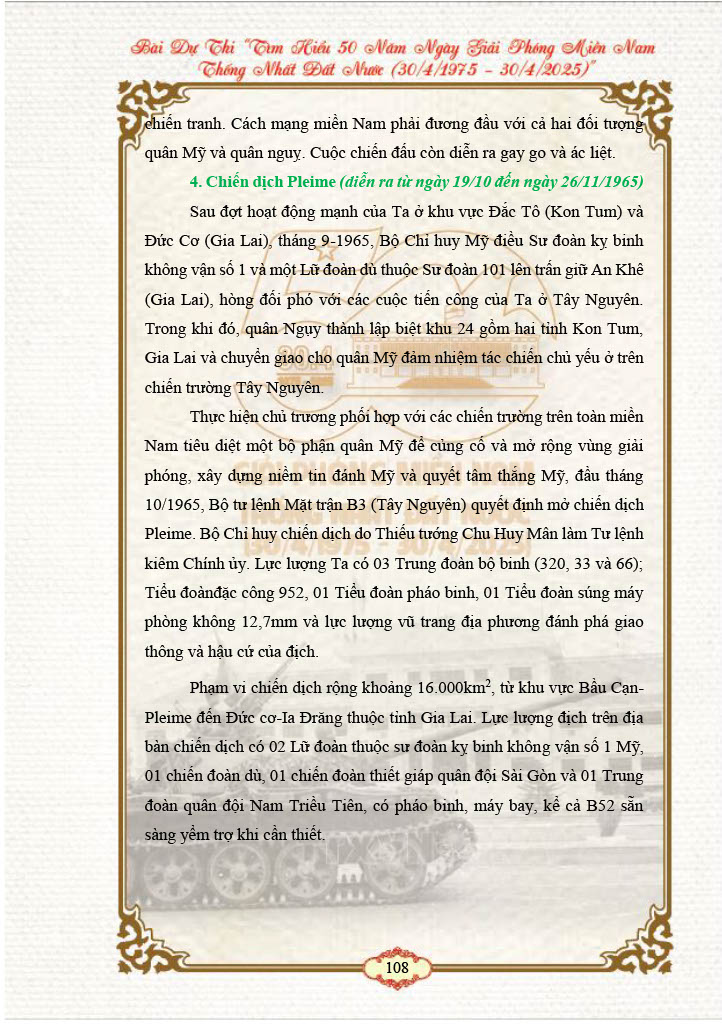 Bài Dự Thi “Tìm Hiểu 50 Năm Ngày Giải Phóng Miền Nam
Thống Nhất Đất Nước (30/4/1975 – 30/4/2025)”
chiến tranh. Cách mạng miền Nam phải đương đầu với cả hai đối tượng
quân Mỹ và quân nguỵ. Cuộc chiến đấu còn diễn ra gay go và ác liệt.
4. Chiến dịch Pleime (diễn ra từ ngày 19/10 đến ngày 26/11/1965)
Sau đợt hoạt động mạnh của Ta ở khu vực Đắc Tô (Kon Tum) và
Đức Cơ (Gia Lai), tháng 9-1965, Bộ Chỉ huy Mỹ điều Sư đoàn kỵ binh
không vận số 1 và một Lữ đoàn dù thuộc Sư đoàn 101 lên trấn giữ An Khê
(Gia Lai), hòng đối phó với các cuộc tiến công của Ta ở Tây Nguyên.
Trong khi đó, quân Ngụy thành lập biệt khu 24 gồm hai tỉnh Kon Tum,
Gia Lai và chuyển giao cho quân Mỹ đảm nhiệm tác chiến chủ yếu ở trên
chiến trường Tây Nguyên.
Thực hiện chủ trương phối hợp với các chiến trường trên toàn miền
Nam tiêu diệt một bộ phận quân Mỹ để củng cố và mở rộng vùng giải
phóng, xây dựng niềm tin đánh Mỹ và quyết tâm thắng Mỹ, đầu tháng
10/1965, Bộ tư lệnh Mặt trận B3 (Tây Nguyên) quyết định mở chiến dịch
Pleime. Bộ Chỉ huy chiến dịch do Thiếu tướng Chu Huy Mân làm Tư lệnh
kiêm Chính ủy. Lực lượng Ta có 03 Trung đoàn bộ binh (320, 33 và 66);
Tiểu đoànđặc công 952, 01 Tiểu đoàn pháo binh, 01 Tiểu đoàn súng máy
phòng không 12,7mm và lực lượng vũ trang địa phương đánh phá giao
thông và hậu cứ của địch.
Phạm vi chiến dịch rộng khoảng 16.000km², từ khu vực Bầu Cạn-
Pleime đến Đức cơ-Ia Đrăng thuộc tỉnh Gia Lai. Lực lượng địch trên địa
bàn chiến dịch có 02 Lữ đoàn thuộc sư đoàn kỵ binh không vận số 1 Mỹ,
01 chiến đoàn dù, 01 chiến đoàn thiết giáp quân đội Sài Gòn và 01 Trung
đoàn quân đội Nam Triều Tiên, có pháo binh, máy bay, kể cả B52 sẵn
sàng yểm trợ khi cần thiết.
30.4
GIẢI PHÓNG MIỀN NAM
THỐNG NHẤT ĐẤT NƯỚC
(30/4/1975 - 30/4/2025)
108